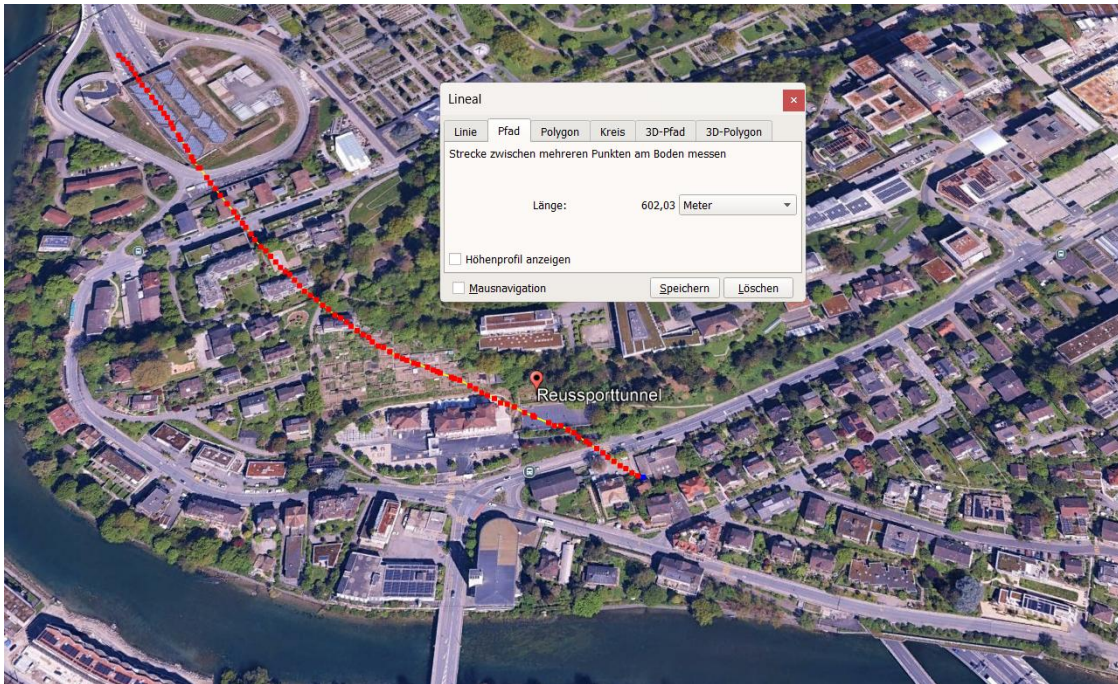 Lineal
Linie Pfad Polygon Kreis 3D-Pfad 3D-Polygon
Strecke zwischen mehreren Punkten am Boden messen
Länge: 602,03 Meter
Höhenprofil anzeigen
Mausnavigation Speichern Löschen
Reussporttunnel